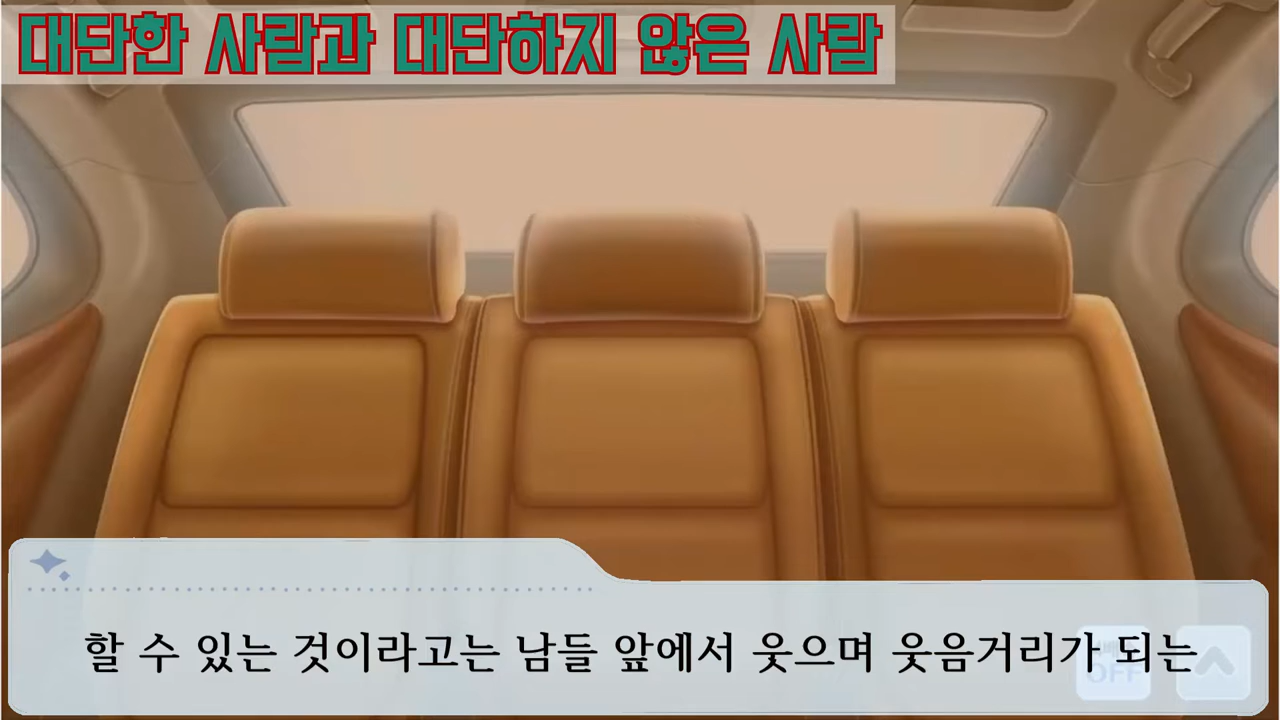 대단한 사람과 대단하지 않은 사람
할 수 있는 것이라고는 남들 앞에서 웃으며 웃음거리가 되는
OFF